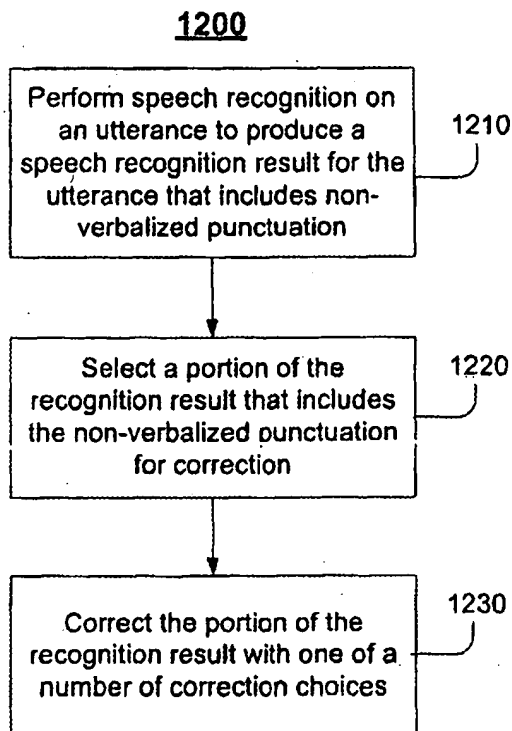 1200
Perform speech recognition on
an utterance to produce a
speech recognition result for the
utterance that includes non-
verbalized punctuation
1210
Select a portion of the
recognition result that includes
the non-verbalized punctuation
for correction
1220
Correct the portion of the
recognition result with one of a
number of correction choices
1230